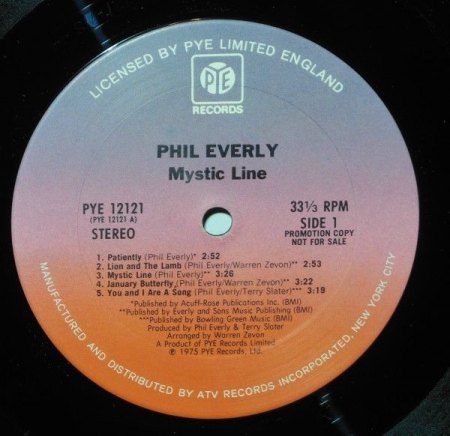 LICENSED BY PYE LIMITED ENGLAND
PYE
RECORDS
PHIL EVERLY
Mystic Line
PYE 12121
(PYE 12121 A)
STEREO
33⅓ RPM
SIDE 1
PROMOTION COPY
NOT FOR SALE
1. Patiently (Phil Everly)* 2:52
2. Lion and The Lamb (Phil Everly/Warren Zevon)** 2:53
3. Mystic Line (Phil Everly)** 3:26
4. January Butterfly (Phil Everly/Warren Zevon)** 3:22
5. You and I Are A Song (Phil Everly/Terry Slater)*** 3:19
*Published by Acuff-Rose Publications Inc. (BMI)
**Published by Everly and Sons Music Publishing (BMI)
***Published by Bowling Green Music (BMI)
Produced by Phil Everly & Terry Slater
Arranged by Warren Zevon
A Product of PYE Records Limited
℗ 1975 PYE Records, Ltd.
MANUFACTURED AND DISTRIBUTED BY ATV RECORDS INCORPORATED, NEW YORK CITY